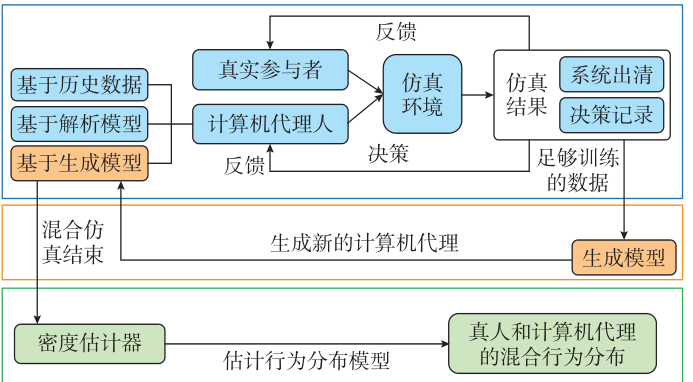 反馈
真实参与者
仿真
环境
仿真
结果
系统出清
决策记录
基于历史数据
基于解析模型
基于生成模型
计算机代理人
反馈
决策
足够训练
的数据
混合仿
真结束
生成新的计算机代理
生成模型
密度估计器
估计行为分布模型
真人和计算机代理
的混合行为分布